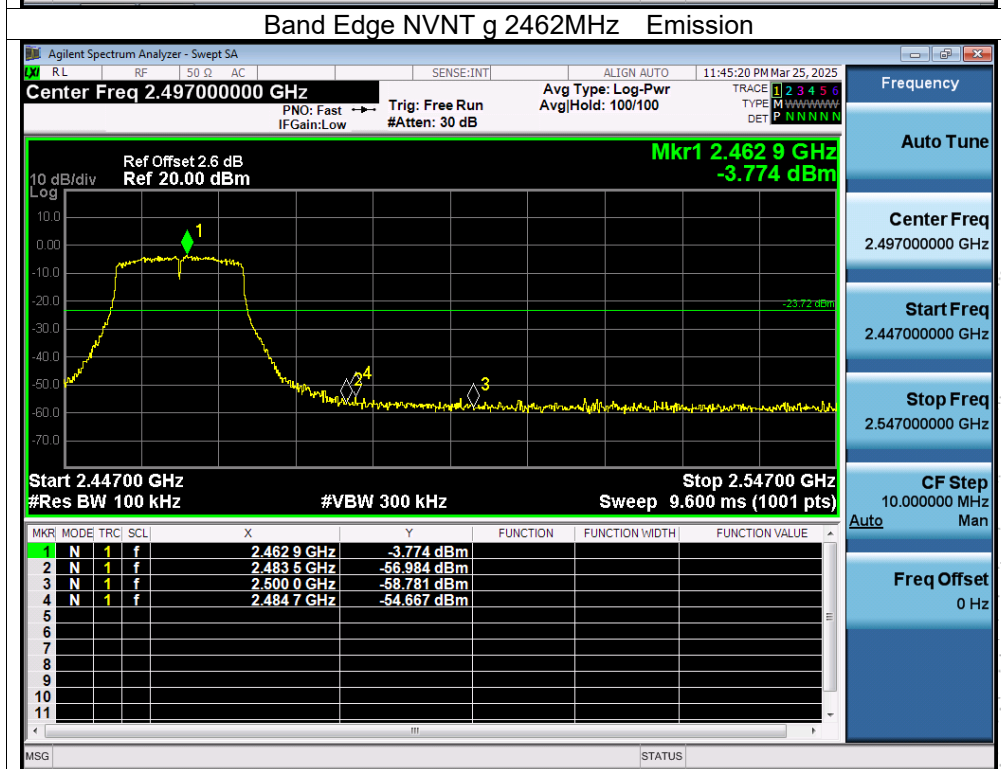 Band Edge NVNT g 2462MHz Emission
Agilent Spectrum Analyzer - Swept SA
LXI RL RF 50 Ω AC SENSE:INT ALIGN AUTO 11:45:20 PM Mar 25, 2025
Center Freq 2.497000000 GHz
PNO: Fast
IFGain:Low
Trig: Free Run
#Atten: 30 dB
Avg Type: Log-Pwr
Avg|Hold: 100/100
TRACE 1 2 3 4 5 6
TYPE M WWWWW
DET P N N N N N
Ref Offset 2.6 dB
10 dB/div Ref 20.00 dBm
Log
Mkr1 2.462 9 GHz
-3.774 dBm
10.0
0.00
-10.0
-20.0
-30.0
-40.0
-50.0
-60.0
-70.0
1
-23.72 dBm
2
4
3
Start 2.44700 GHz Stop 2.54700 GHz
#Res BW 100 kHz #VBW 300 kHz Sweep 9.600 ms (1001 pts)
MKR MODE TRC SCL X Y FUNCTION FUNCTION WIDTH FUNCTION VALUE
1 N 1 f 2.462 9 GHz -3.774 dBm
2 N 1 f 2.483 5 GHz -56.984 dBm
3 N 1 f 2.500 0 GHz -58.781 dBm
4 N 1 f 2.484 7 GHz -54.667 dBm
5
6
7
8
9
10
11
MSG STATUS
Frequency
Auto Tune
Center Freq
2.497000000 GHz
Start Freq
2.447000000 GHz
Stop Freq
2.547000000 GHz
CF Step
10.000000 MHz
Auto Man
Freq Offset
0 Hz